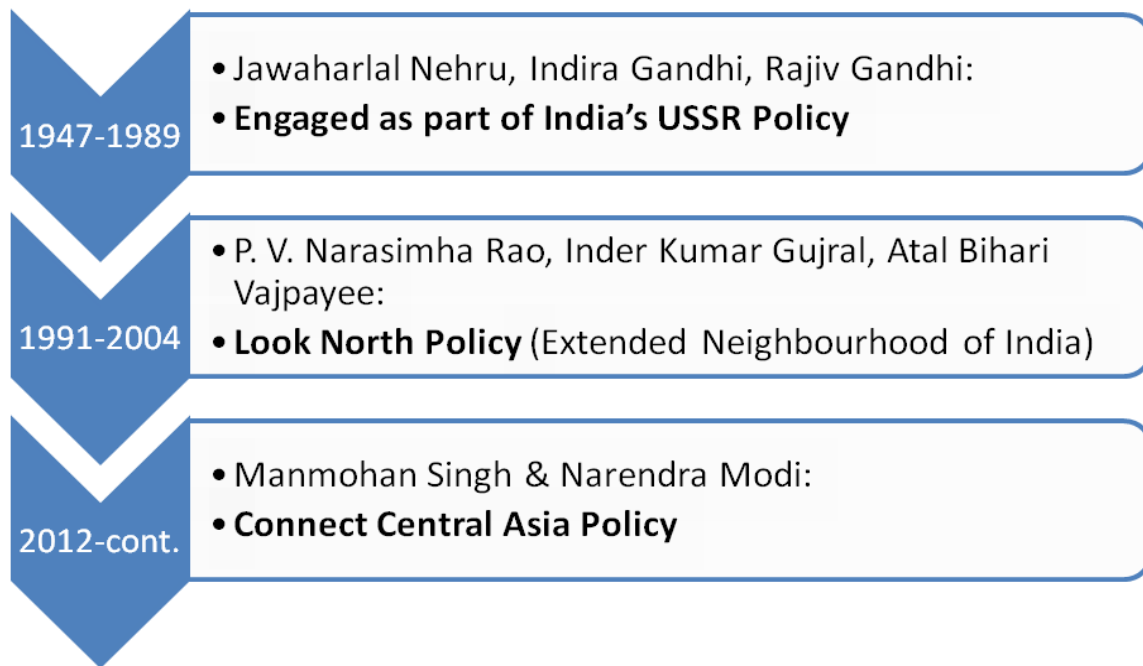 1947-1989
• Jawaharlal Nehru, Indira Gandhi, Rajiv Gandhi:
• Engaged as part of India’s USSR Policy
1991-2004
• P. V. Narasimha Rao, Inder Kumar Gujral, Atal Bihari
Vajpayee:
• Look North Policy (Extended Neighbourhood of India)
2012-cont.
• Manmohan Singh & Narendra Modi:
• Connect Central Asia Policy